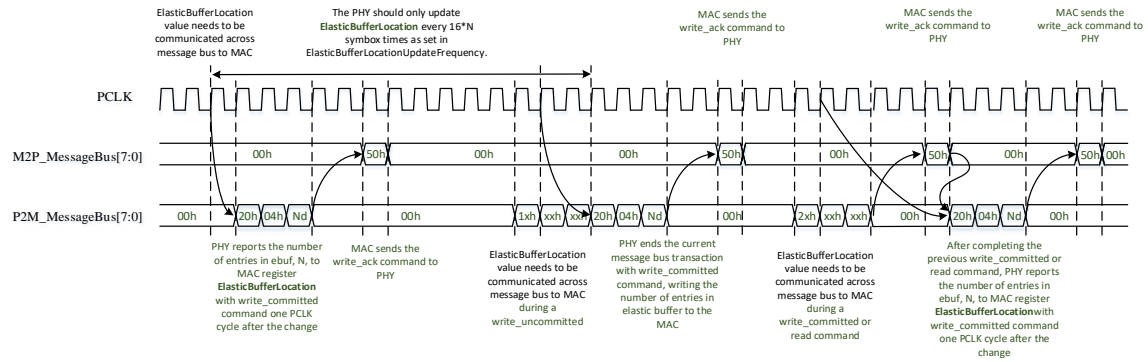 ElasticBufferLocation
value needs to be
communicated across
message bus to MAC
The PHY should only update
ElasticBufferLocation every 16*N
symbox times as set in
ElasticBufferLocationUpdateFrequency.
MAC sends the
write_ack command to
PHY
MAC sends the
write_ack command to
PHY
MAC sends the
write_ack command to
PHY
PCLK
M2P_MessageBus[7:0]
00h
50h
00h
00h
50h
00h
50h
00h
50h
00h
P2M_MessageBus[7:0]
00h
20h
04h
Nd
00h
1xh
xxh
xxh
20h
04h
Nd
00h
2xh
xxh
xxh
00h
20h
04h
Nd
00h
PHY reports the number
of entries in ebuf, N, to
MAC register
ElasticBufferLocation
with write_committed
command one PCLK
cycle after the change
MAC sends the
write_ack command to
PHY
ElasticBufferLocation
value needs to be
communicated across
message bus to MAC
during a
write_uncommitted
PHY ends the current
message bus transaction
with write_committed
command, writing the
number of entries in
elastic buffer to the
MAC
ElasticBufferLocation
value needs to be
communicated across
message bus to MAC
during a
write_committed or
read command
After completing the
previous write_committed or
read command, PHY reports
the number of entries in
ebuf, N, to MAC register
ElasticBufferLocationwith
write_committed command
one PCLK cycle after the
change